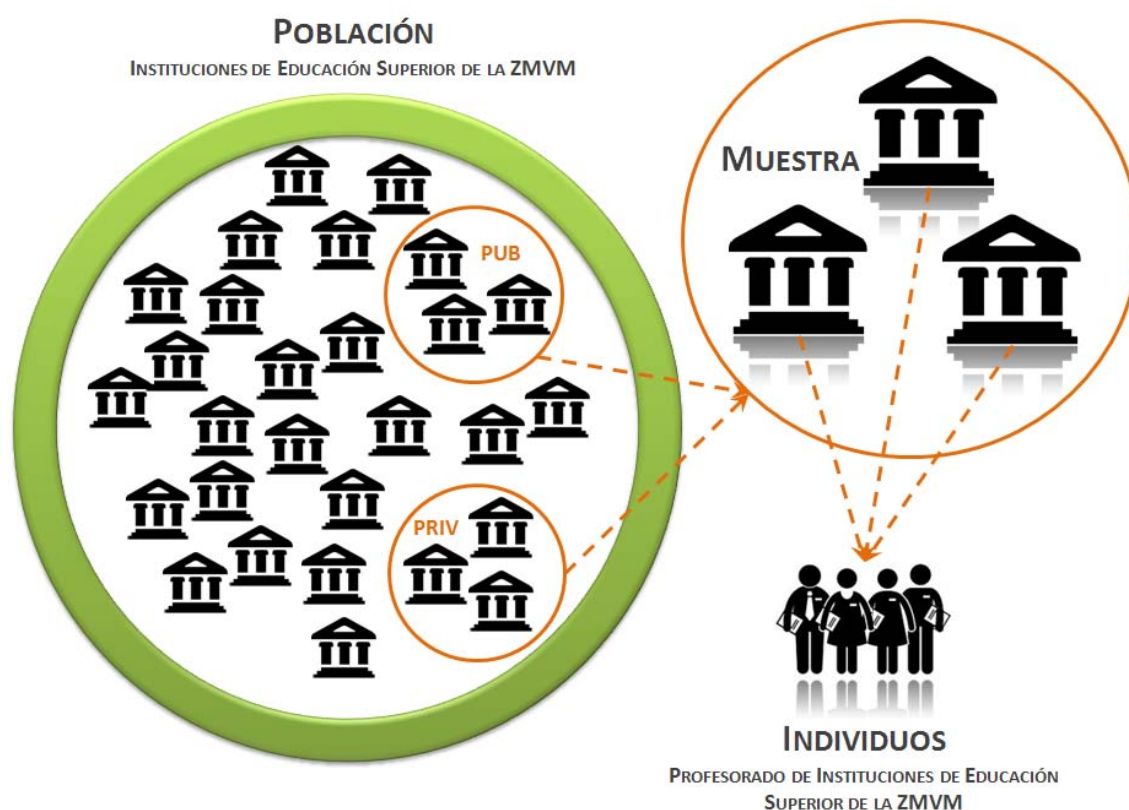 POBLACIÓN
INSTITUCIONES DE EDUCACIÓN SUPERIOR DE LA ZMVM
MUESTRA
PUB
PRIV
INDIVIDUOS
PROFESORADO DE INSTITUCIONES DE EDUCACIÓN
SUPERIOR DE LA ZMVM